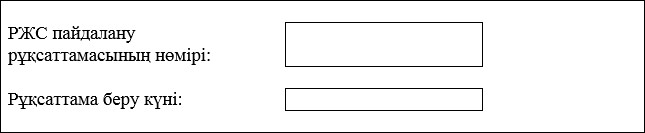 РЖС пайдалану
рұқсаттамасының нөмірі:
Рұқсаттама беру күні: